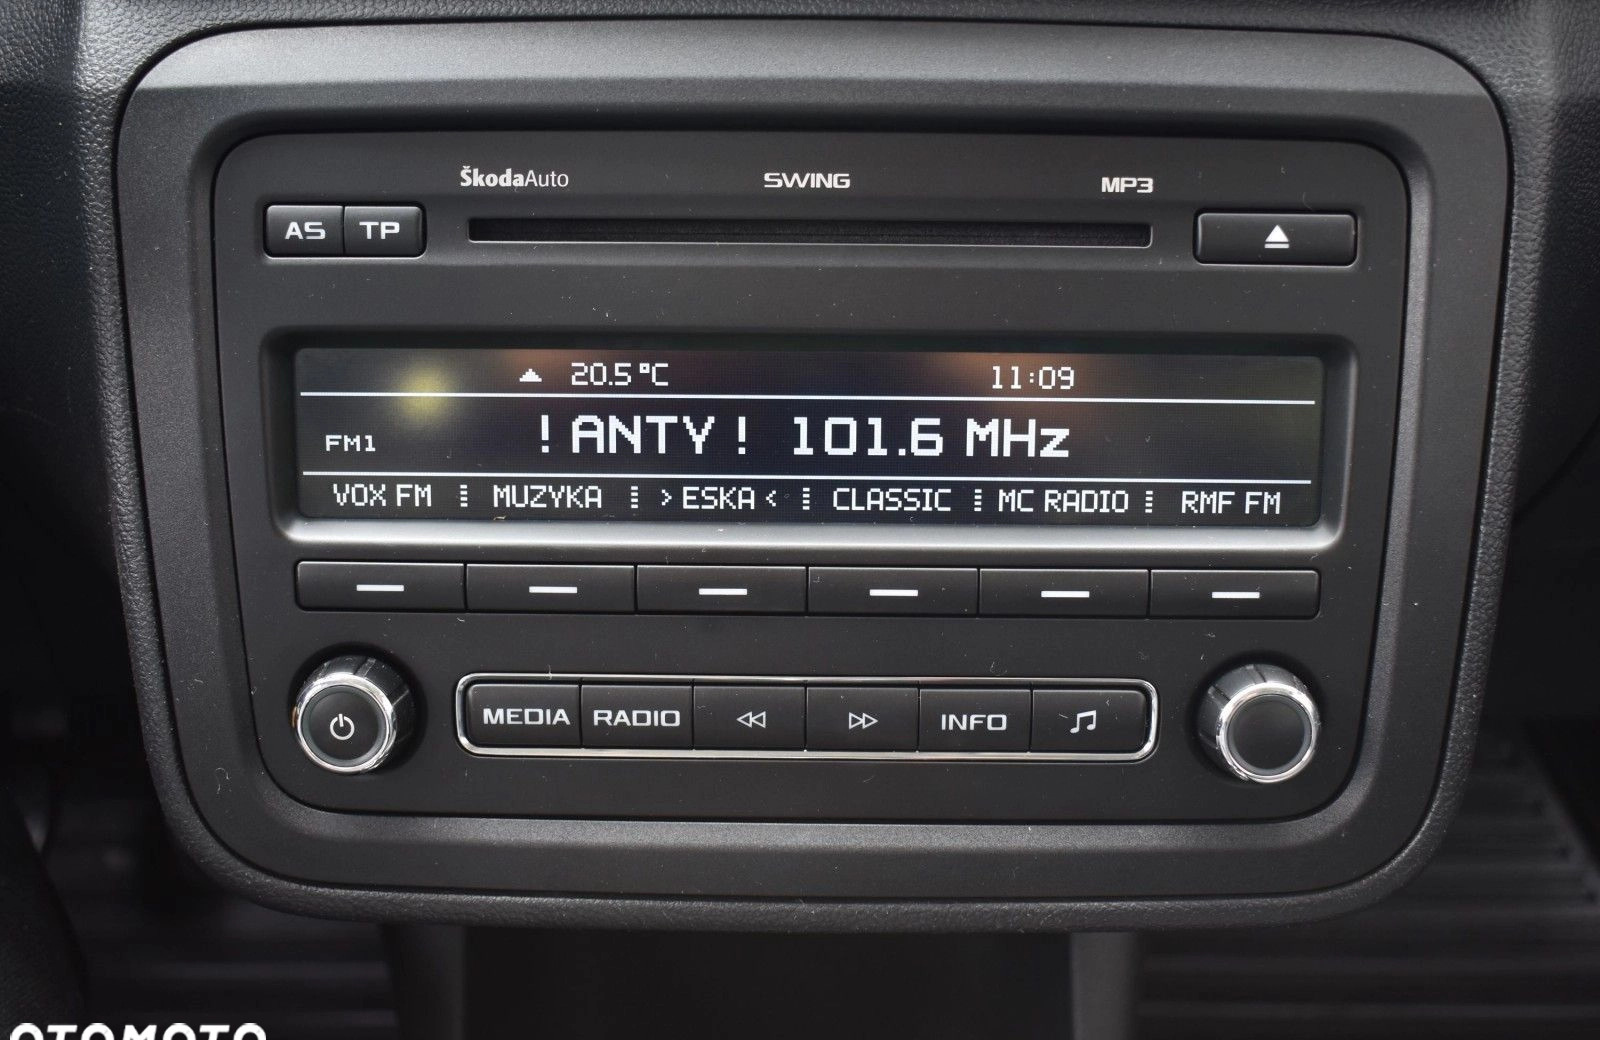 ŠkodaAuto SWING MP3
AS TP
20.5°C 11:09
FM1 ! ANTY ! 101.6 MHz
VOX FM MUZYKA > ESKA < CLASSIC MC RADIO RMF FM
MEDIA RADIO INFO
OTOMOTO